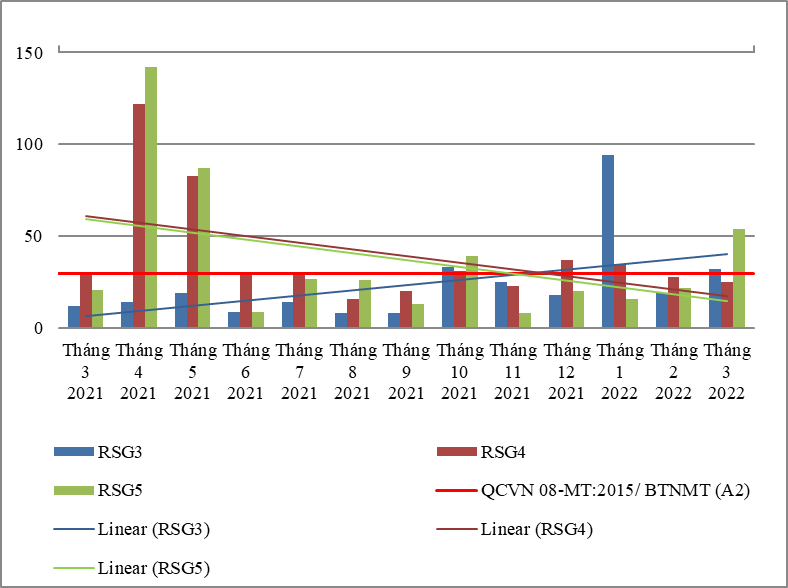 150
100
50
0
Tháng Tháng Tháng Tháng Tháng Tháng Tháng Tháng Tháng Tháng Tháng Tháng Tháng
3 4 5 6 7 8 9 10 11 12 1 2 3
2021 2021 2021 2021 2021 2021 2021 2021 2021 2021 2022 2022 2022
RSG3 RSG4
RSG5 QCVN 08-MT:2015/ BTNMT (A2)
Linear (RSG3) Linear (RSG4)
Linear (RSG5)